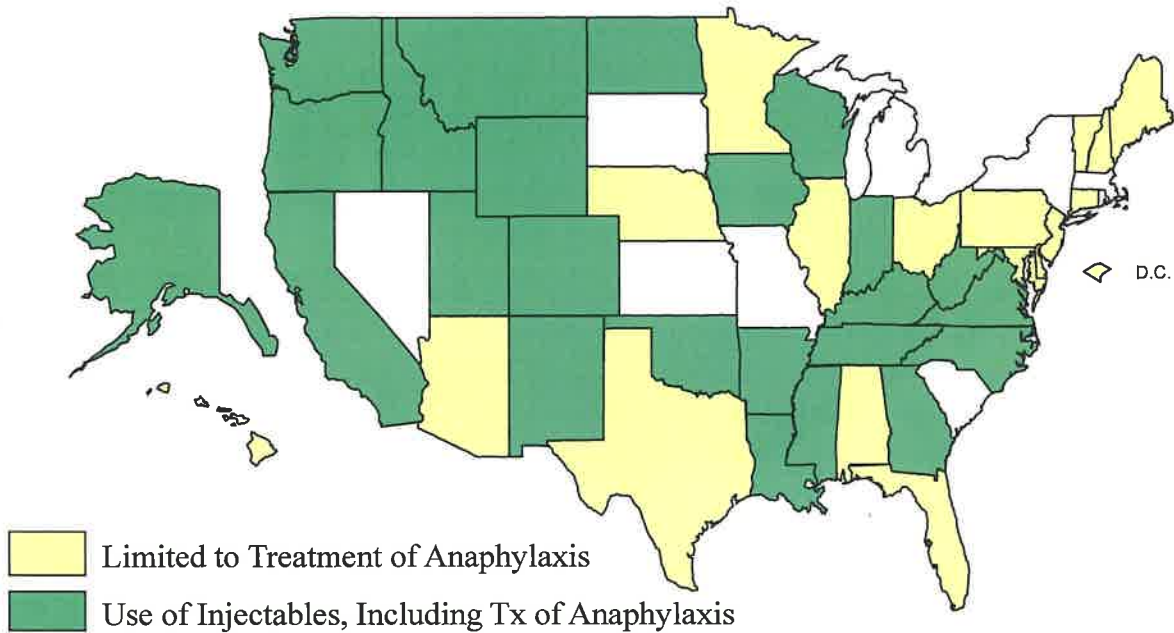 D.C.
Limited to Treatment of Anaphylaxis
Use of Injectables, Including Tx of Anaphylaxis